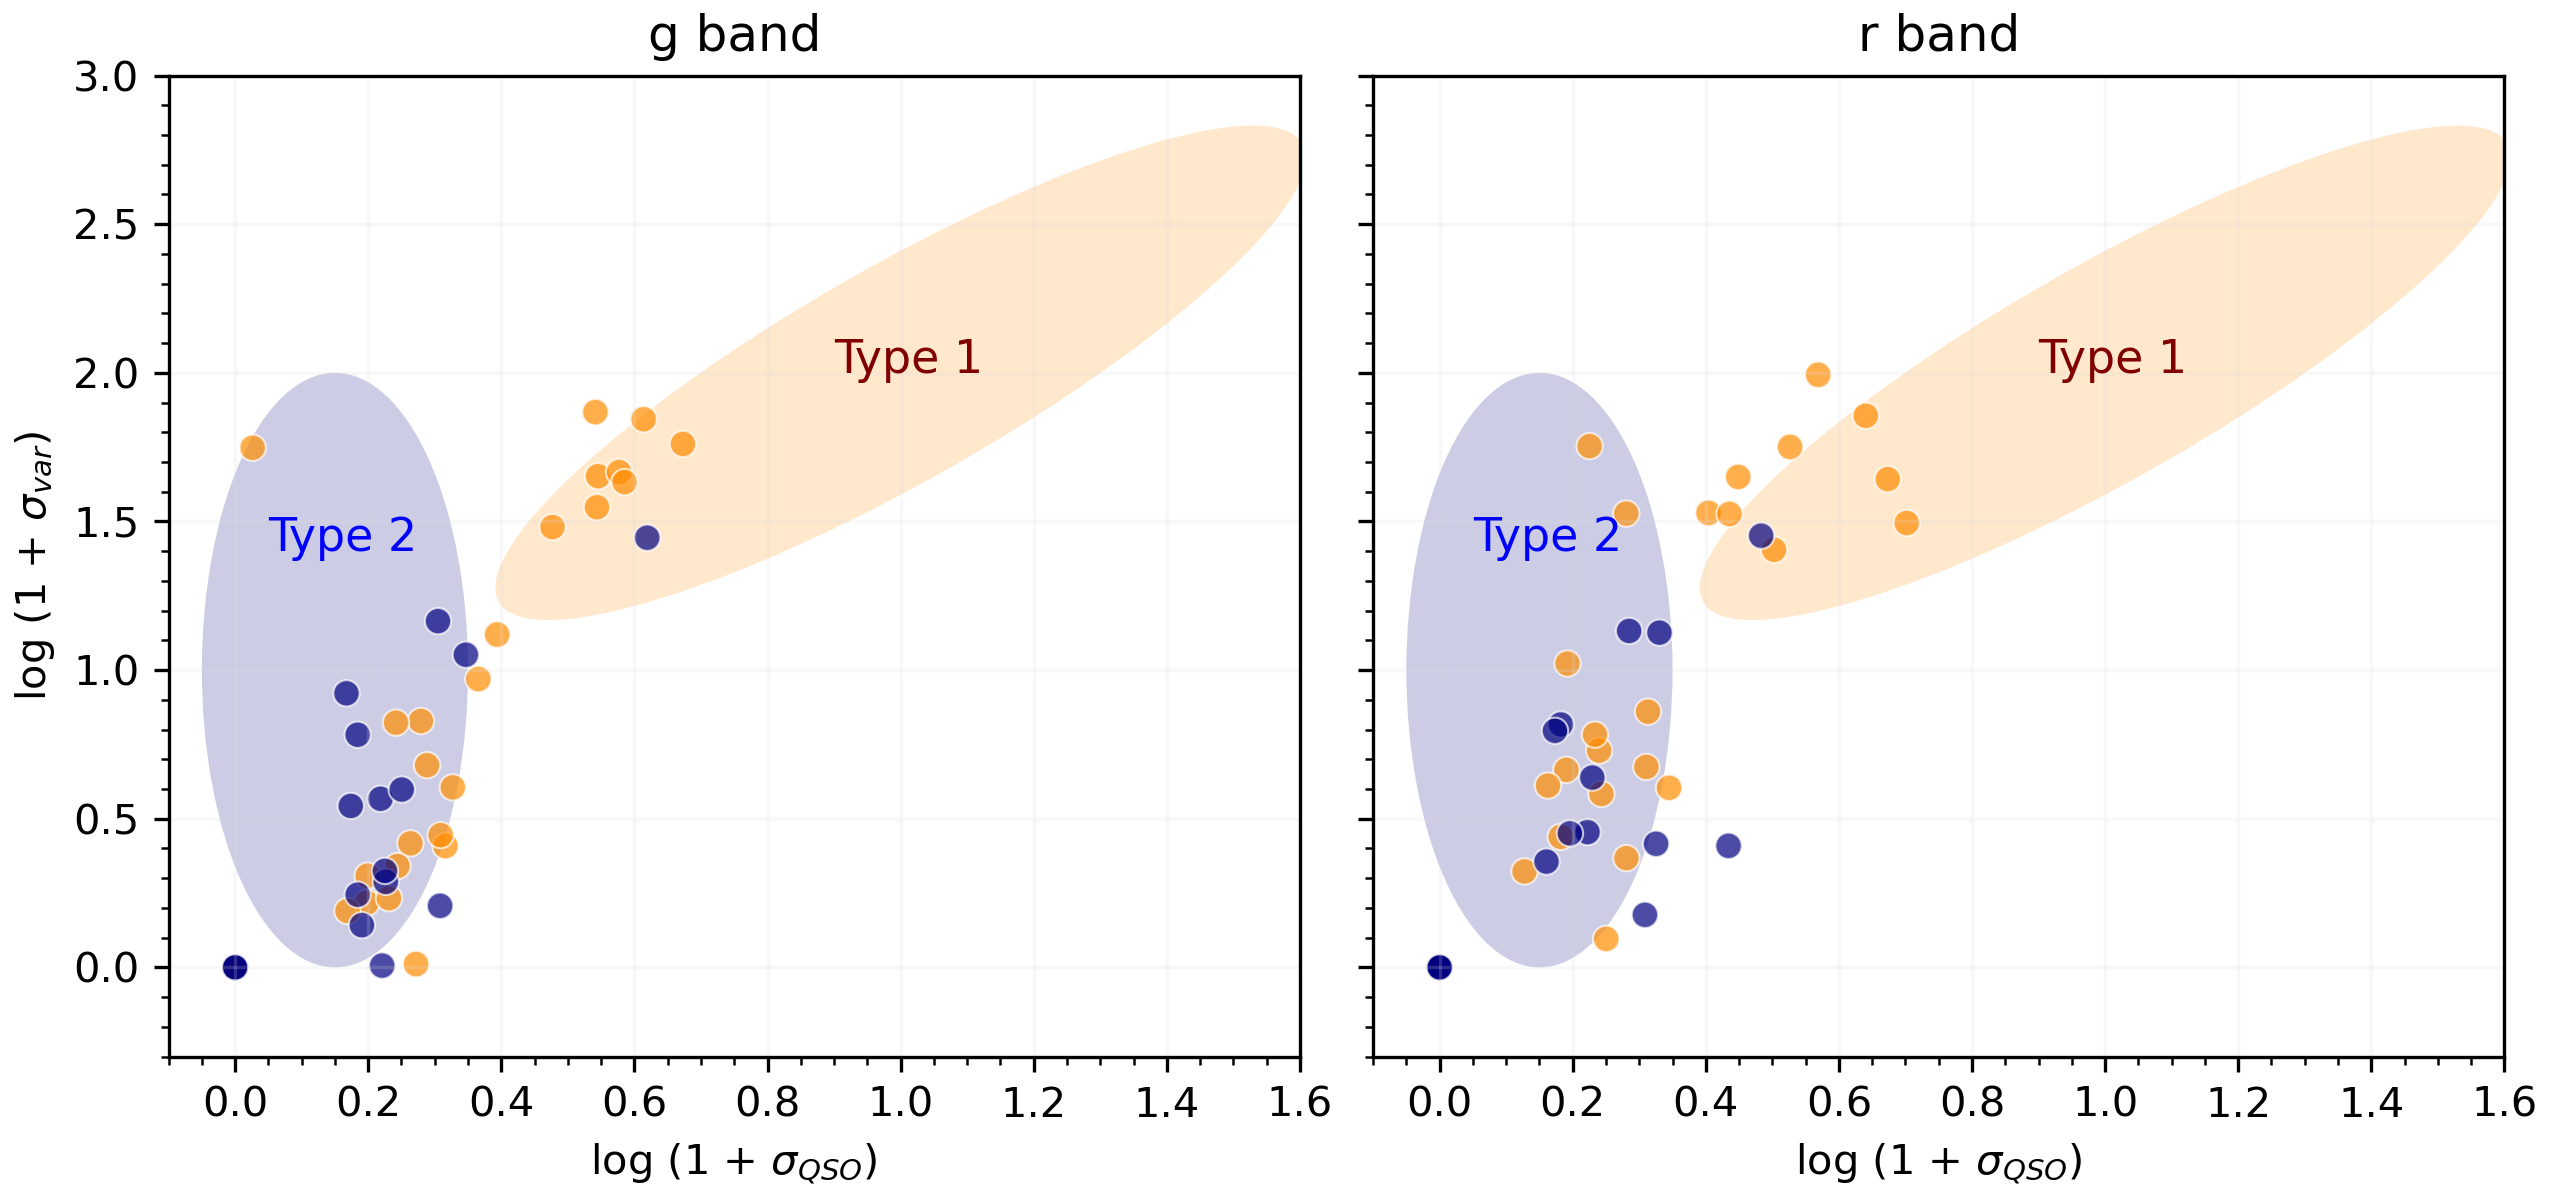 g band
r band
3.0
2.5
2.0
1.5
1.0
0.5
0.0
log (1 + σvar)
Type 1
Type 2
Type 1
Type 2
0.0 0.2 0.4 0.6 0.8 1.0 1.2 1.4 1.6
0.0 0.2 0.4 0.6 0.8 1.0 1.2 1.4 1.6
log (1 + σQSO)
log (1 + σQSO)